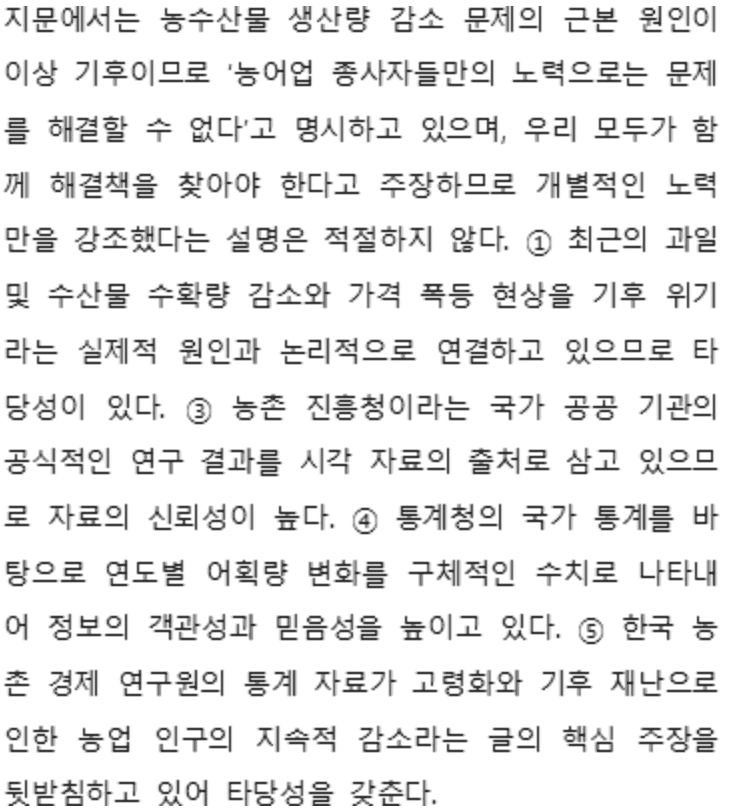 지문에서는 농수산물 생산량 감소 문제의 근본 원인이
이상 기후이므로 '농어업 종사자들만의 노력으로는 문제
를 해결할 수 없다'고 명시하고 있으며, 우리 모두가 함
께 해결책을 찾아야 한다고 주장하므로 개별적인 노력
만을 강조했다는 설명은 적절하지 않다. ① 최근의 과일
및 수산물 수확량 감소와 가격 폭등 현상을 기후 위기
라는 실제적 원인과 논리적으로 연결하고 있으므로 타
당성이 있다. ③ 농촌 진흥청이라는 국가 공공 기관의
공식적인 연구 결과를 시각 자료의 출처로 삼고 있으므
로 자료의 신뢰성이 높다. ④ 통계청의 국가 통계를 바
탕으로 연도별 어획량 변화를 구체적인 수치로 나타내
어 정보의 객관성과 믿음성을 높이고 있다. ⑤ 한국 농
촌 경제 연구원의 통계 자료가 고령화와 기후 재난으로
인한 농업 인구의 지속적 감소라는 글의 핵심 주장을
뒷받침하고 있어 타당성을 갖춘다.